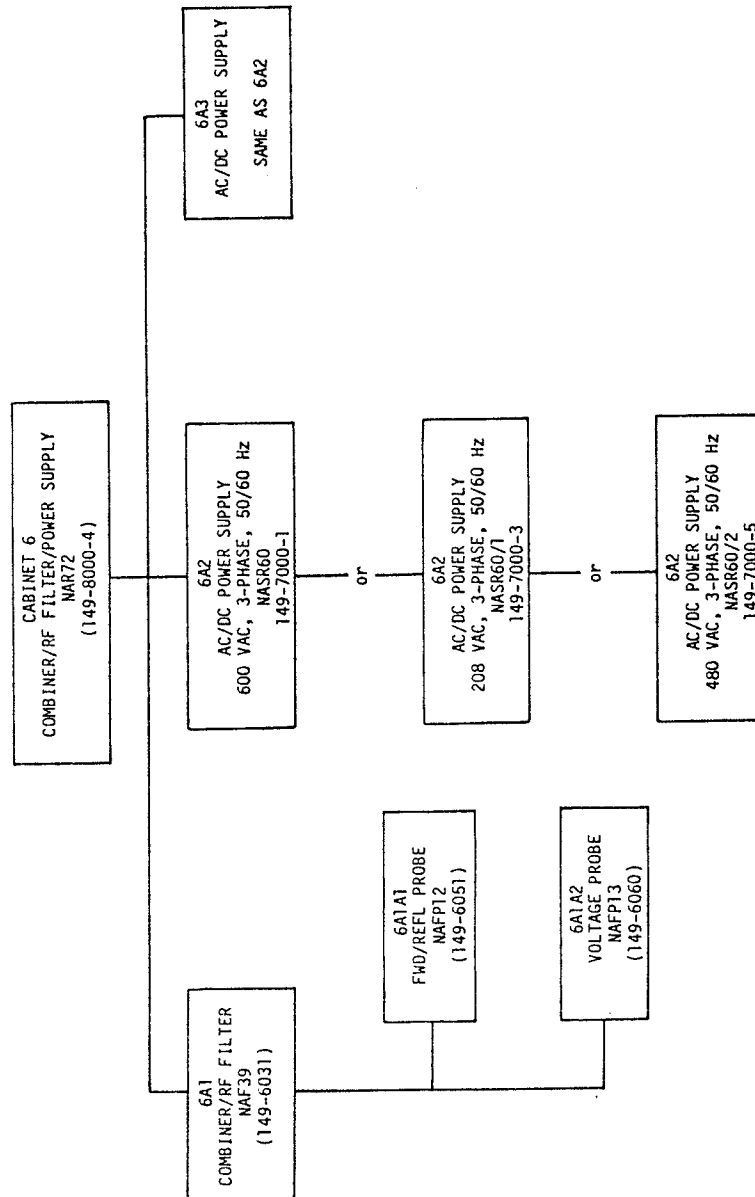 CABINET 6
COMBINER/RF FILTER/POWER SUPPLY
NAR72
(149-8000-4)
6A1
COMBINER/RF FILTER
NAF39
(149-6031)
6A2
AC/DC POWER SUPPLY
600 VAC, 3-PHASE, 50/60 Hz
NASR60
149-7000-1
6A3
AC/DC POWER SUPPLY
SAME AS 6A2
6A1A1
FWD/REFL PROBE
NAFP12
(149-6051)
or
6A2
AC/DC POWER SUPPLY
208 VAC, 3-PHASE, 50/60 Hz
NASR60/1
149-7000-3
6A1A2
VOLTAGE PROBE
NAFP13
(149-6060)
or
6A2
AC/DC POWER SUPPLY
480 VAC, 3-PHASE, 50/60 Hz
NASR60/2
149-7000-5